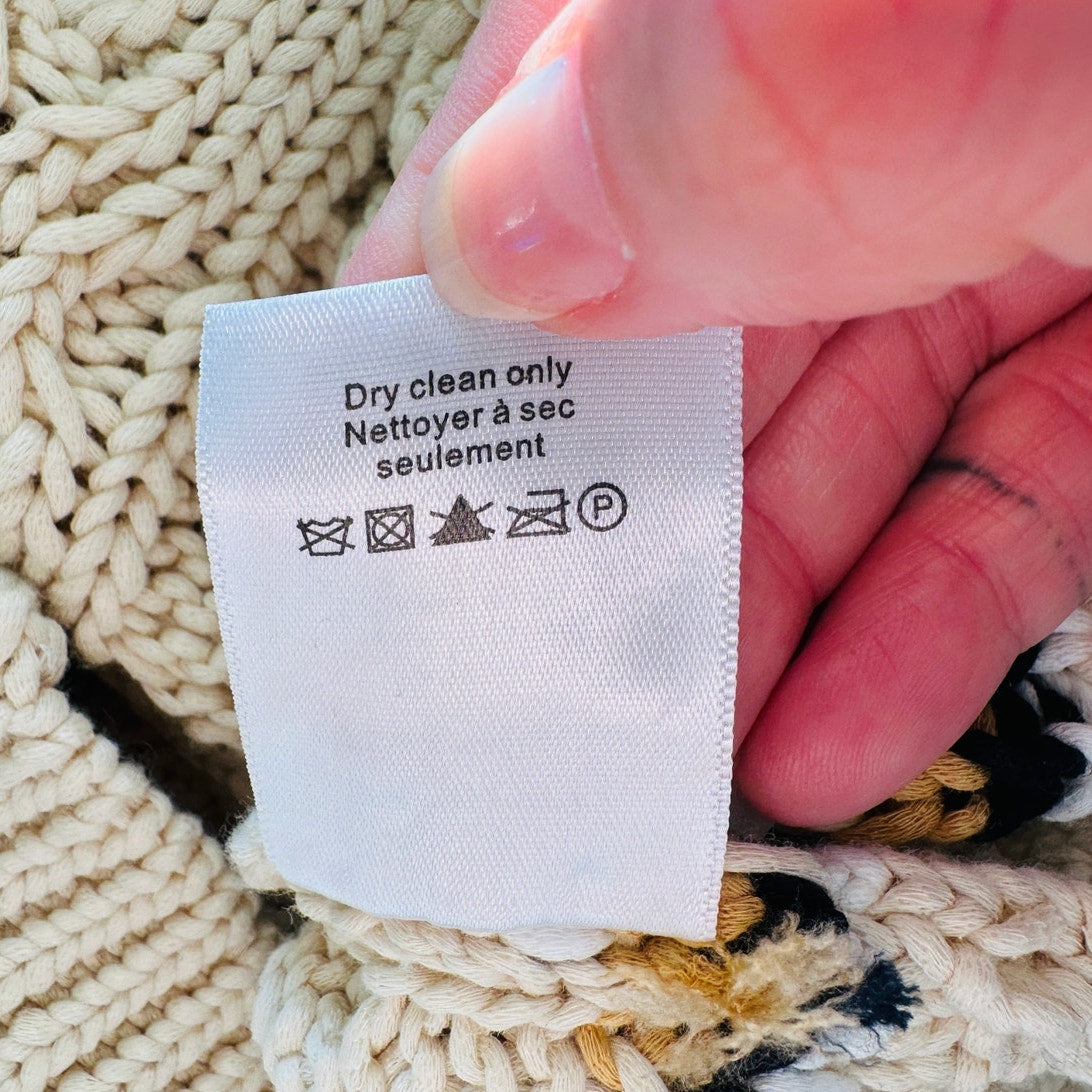 Dry clean only
Nettoyer à sec
seulement
P